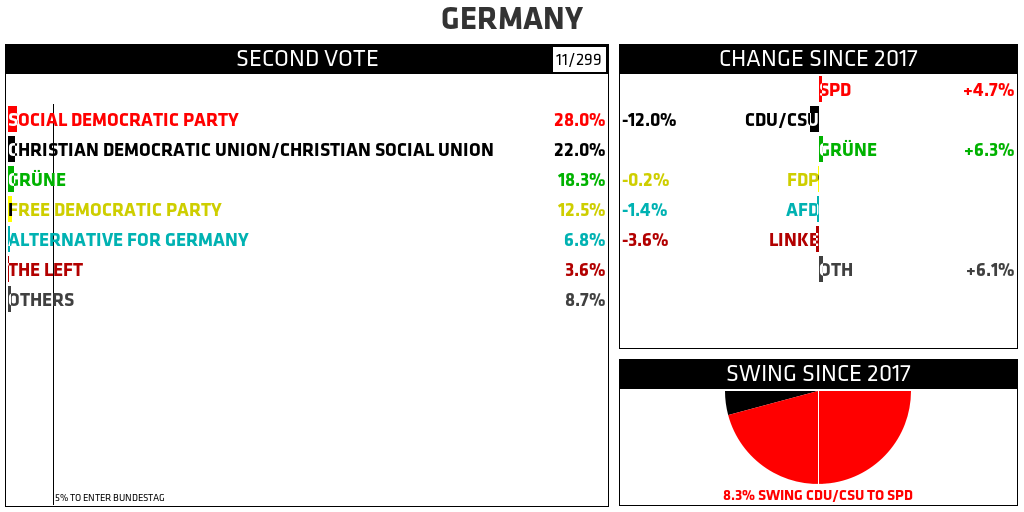 GERMANY
SECOND VOTE 11/299
SOCIAL DEMOCRATIC PARTY 28.0%
CHRISTIAN DEMOCRATIC UNION/CHRISTIAN SOCIAL UNION 22.0%
GRÜNE 18.3%
FREE DEMOCRATIC PARTY 12.5%
ALTERNATIVE FOR GERMANY 6.8%
THE LEFT 3.6%
OTHERS 8.7%
5% TO ENTER BUNDESTAG
CHANGE SINCE 2017
SPD +4.7%
-12.0% CDU/CSU
GRÜNE +6.3%
-0.2% FDP
-1.4% AFD
-3.6% LINKE
OTH +6.1%
SWING SINCE 2017
8.3% SWING CDU/CSU TO SPD